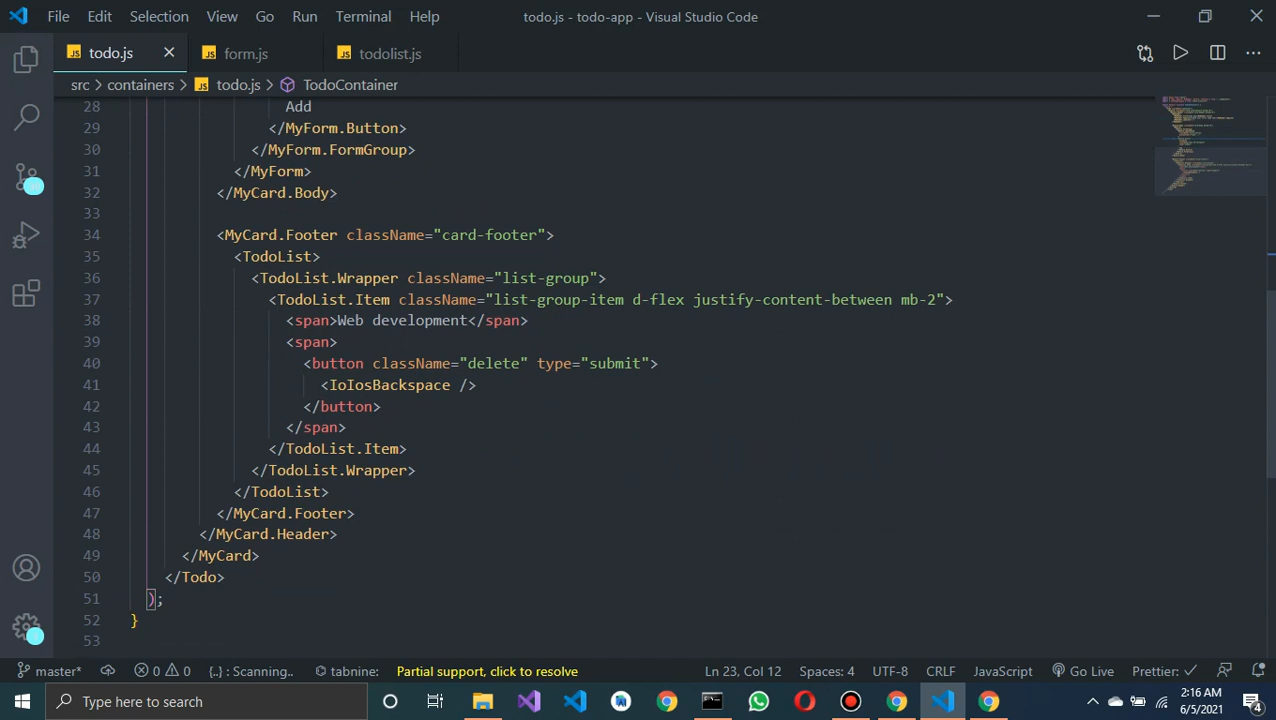 File Edit Selection View Go Run Terminal Help todo.js - todo-app - Visual Studio Code
JS todo.js JS form.js JS todolist.js
src > containers > JS todo.js > TodoContainer
28 Add
29 </MyForm.Button>
30 </MyForm.FormGroup>
31 </MyForm>
32 </MyCard.Body>
33
34 <MyCard.Footer className="card-footer">
35 <TodoList>
36 <TodoList.Wrapper className="list-group">
37 <TodoList.Item className="list-group-item d-flex justify-content-between mb-2">
38 <span>Web development</span>
39 <span>
40 <button className="delete" type="submit">
41 <IoIosBackspace />
42 </button>
43 </span>
44 </TodoList.Item>
45 </TodoList.Wrapper>
46 </TodoList>
47 </MyCard.Footer>
48 </MyCard.Header>
49 </MyCard>
50 </Todo>
51 );
52 }
53
master* 0 0 {..} : Scanning.. tabnine: Partial support, click to resolve Ln 23, Col 12 Spaces: 4 UTF-8 CRLF JavaScript Go Live Prettier: ✓
Type here to search 2:16 AM
6/5/2021 4